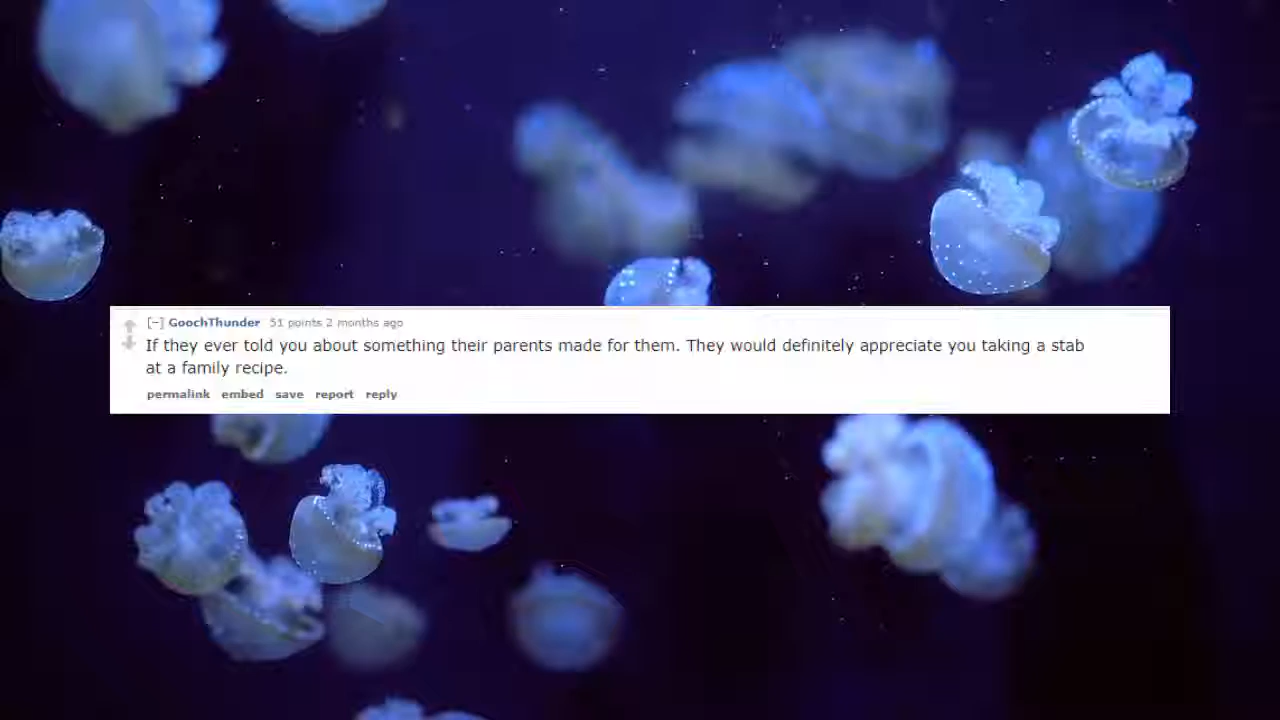 [–] GoochThunder 51 points 2 months ago
If they ever told you about something their parents made for them. They would definitely appreciate you taking a stab
at a family recipe.
permalink embed save report reply